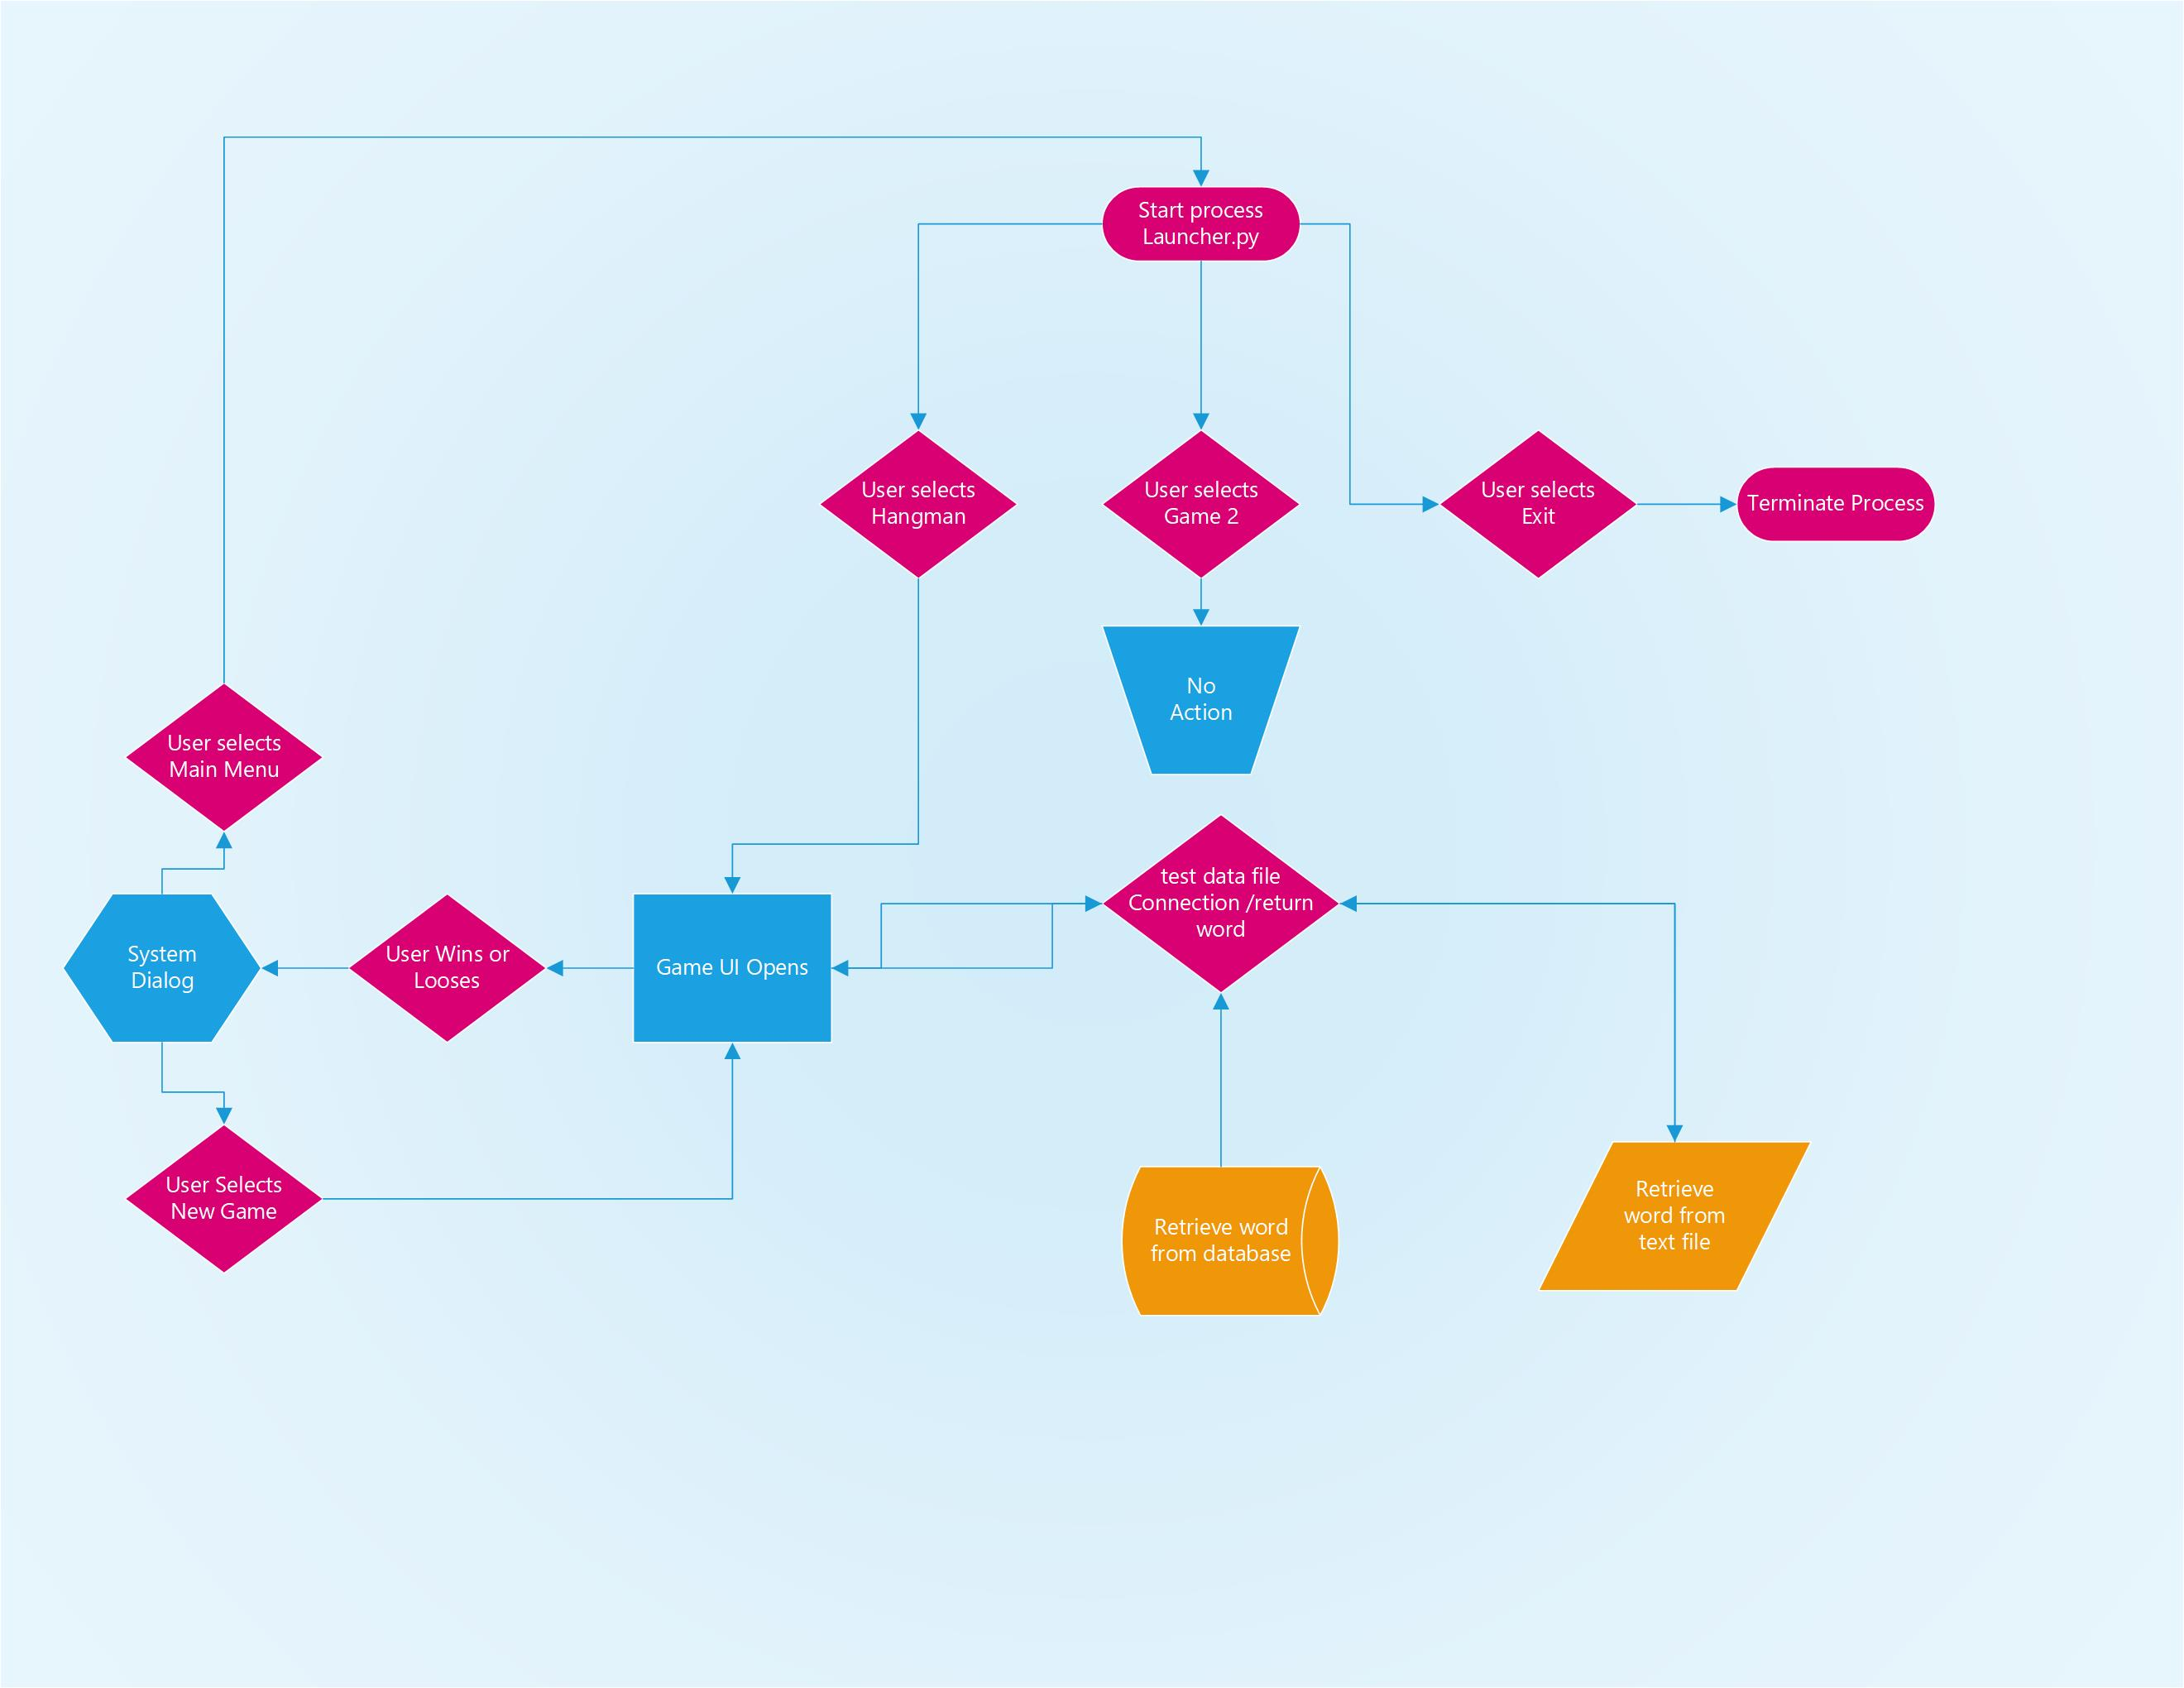 Start process
Launcher.py
User selects
Hangman
User selects
Game 2
User selects
Exit
Terminate Process
No
Action
User selects
Main Menu
test data file
Connection /return
word
System
Dialog
User Wins or
Looses
Game UI Opens
User Selects
New Game
Retrieve word
from database
Retrieve
word from
text file